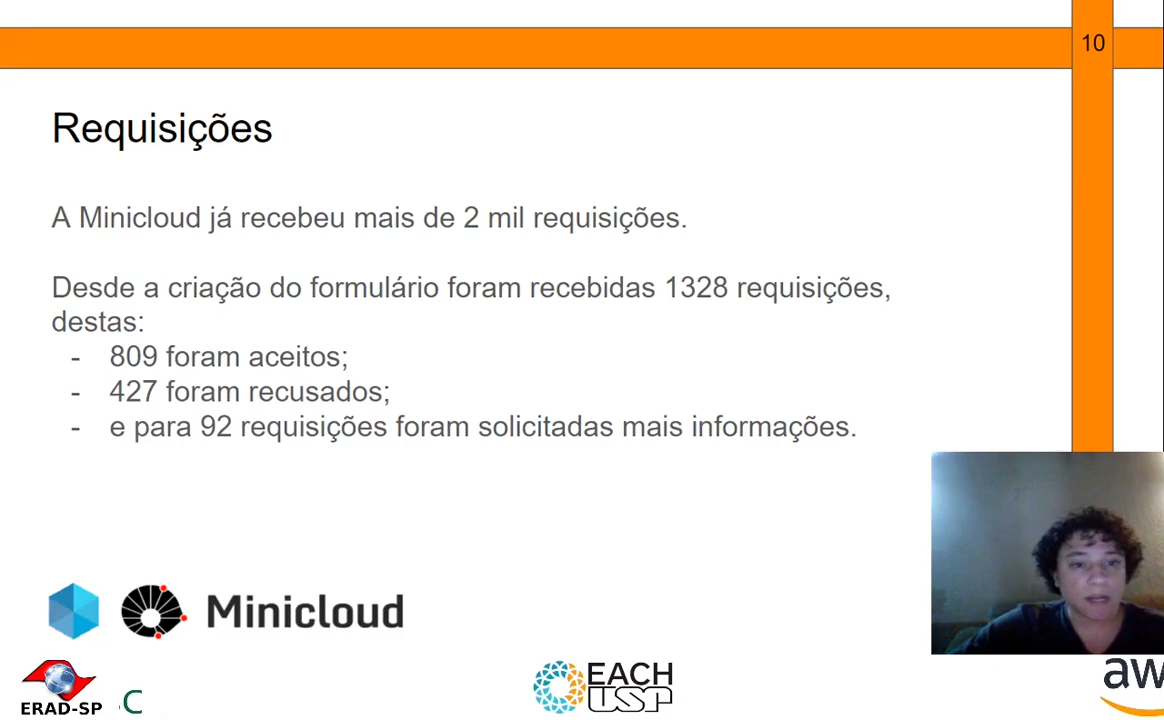 10
Requisições
A Minicloud já recebeu mais de 2 mil requisições.
Desde a criação do formulário foram recebidas 1328 requisições,
destas:
- 809 foram aceitos;
- 427 foram recusados;
- e para 92 requisições foram solicitadas mais informações.
Minicloud
ERAD-SP
C
EACH
USP
aw